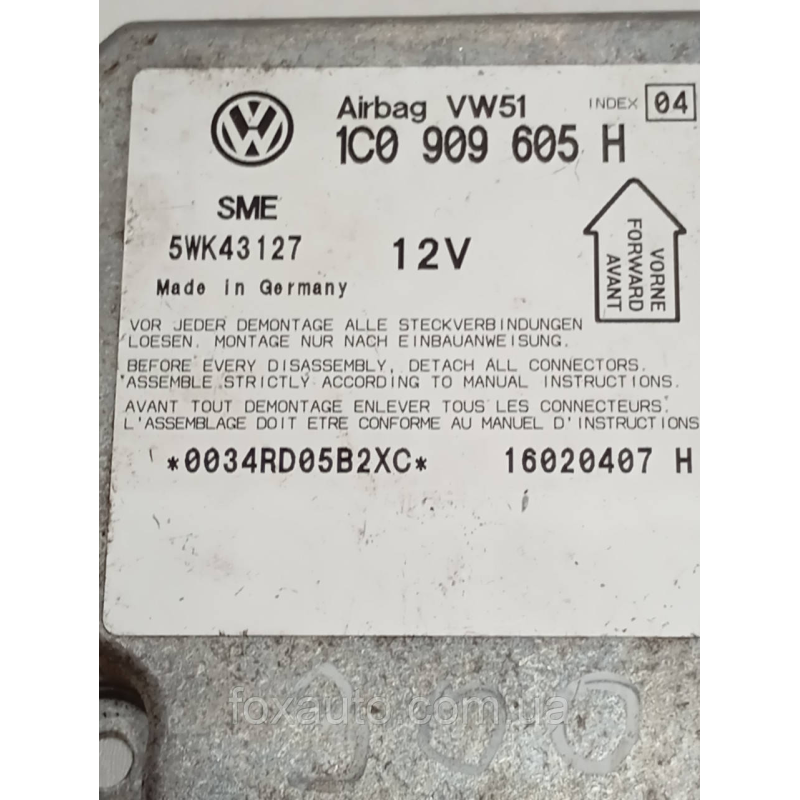 Airbag VW51 INDEX 04
1C0 909 605 H
SME
5WK43127 12V
Made in Germany
VORNE
FORWARD
AVANT
VOR JEDER DEMONTAGE ALLE STECKVERBINDUNGEN
LOESEN. MONTAGE NUR NACH EINBAUANWEISUNG.
BEFORE EVERY DISASSEMBLY, DETACH ALL CONNECTORS.
ASSEMBLE STRICTLY ACCORDING TO MANUAL INSTRUCTIONS.
AVANT TOUT DEMONTAGE ENLEVER TOUS LES CONNECTEURS.
L'ASSEMBLAGE DOIT ETRE CONFORME AU MANUEL D'INSTRUCTIONS
*0034RD05B2XC* 16020407 H
foxauto.com.ua